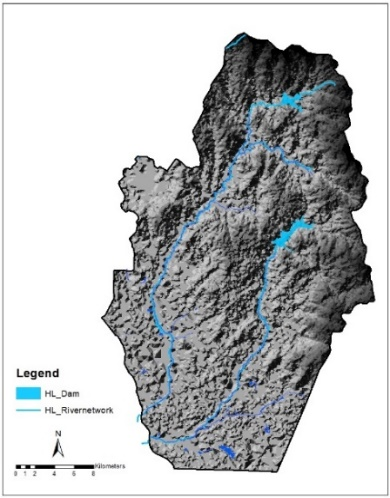 Legend
HL_Dam
HL_Rivernetwork
N
0 1 2 4 6 8 Kilometers